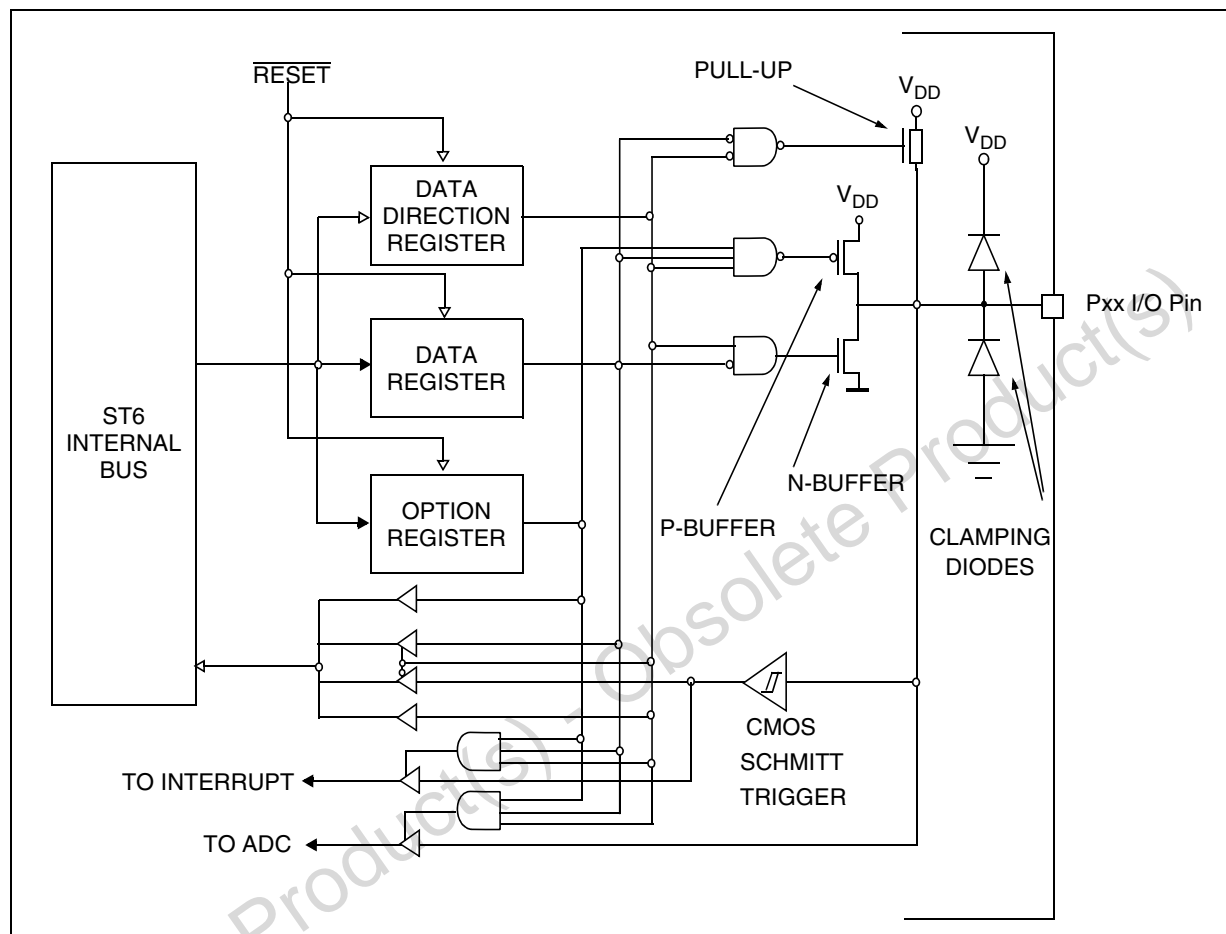 RESET
PULL-UP
VDD
VDD
DATA
DIRECTION
REGISTER
VDD
Pxx I/O Pin
DATA
REGISTER
ST6
INTERNAL
BUS
N-BUFFER
OPTION
REGISTER
P-BUFFER
CLAMPING
DIODES
CMOS
SCHMITT
TRIGGER
TO INTERRUPT
TO ADC
Product(s) - Obsolete Product(s)